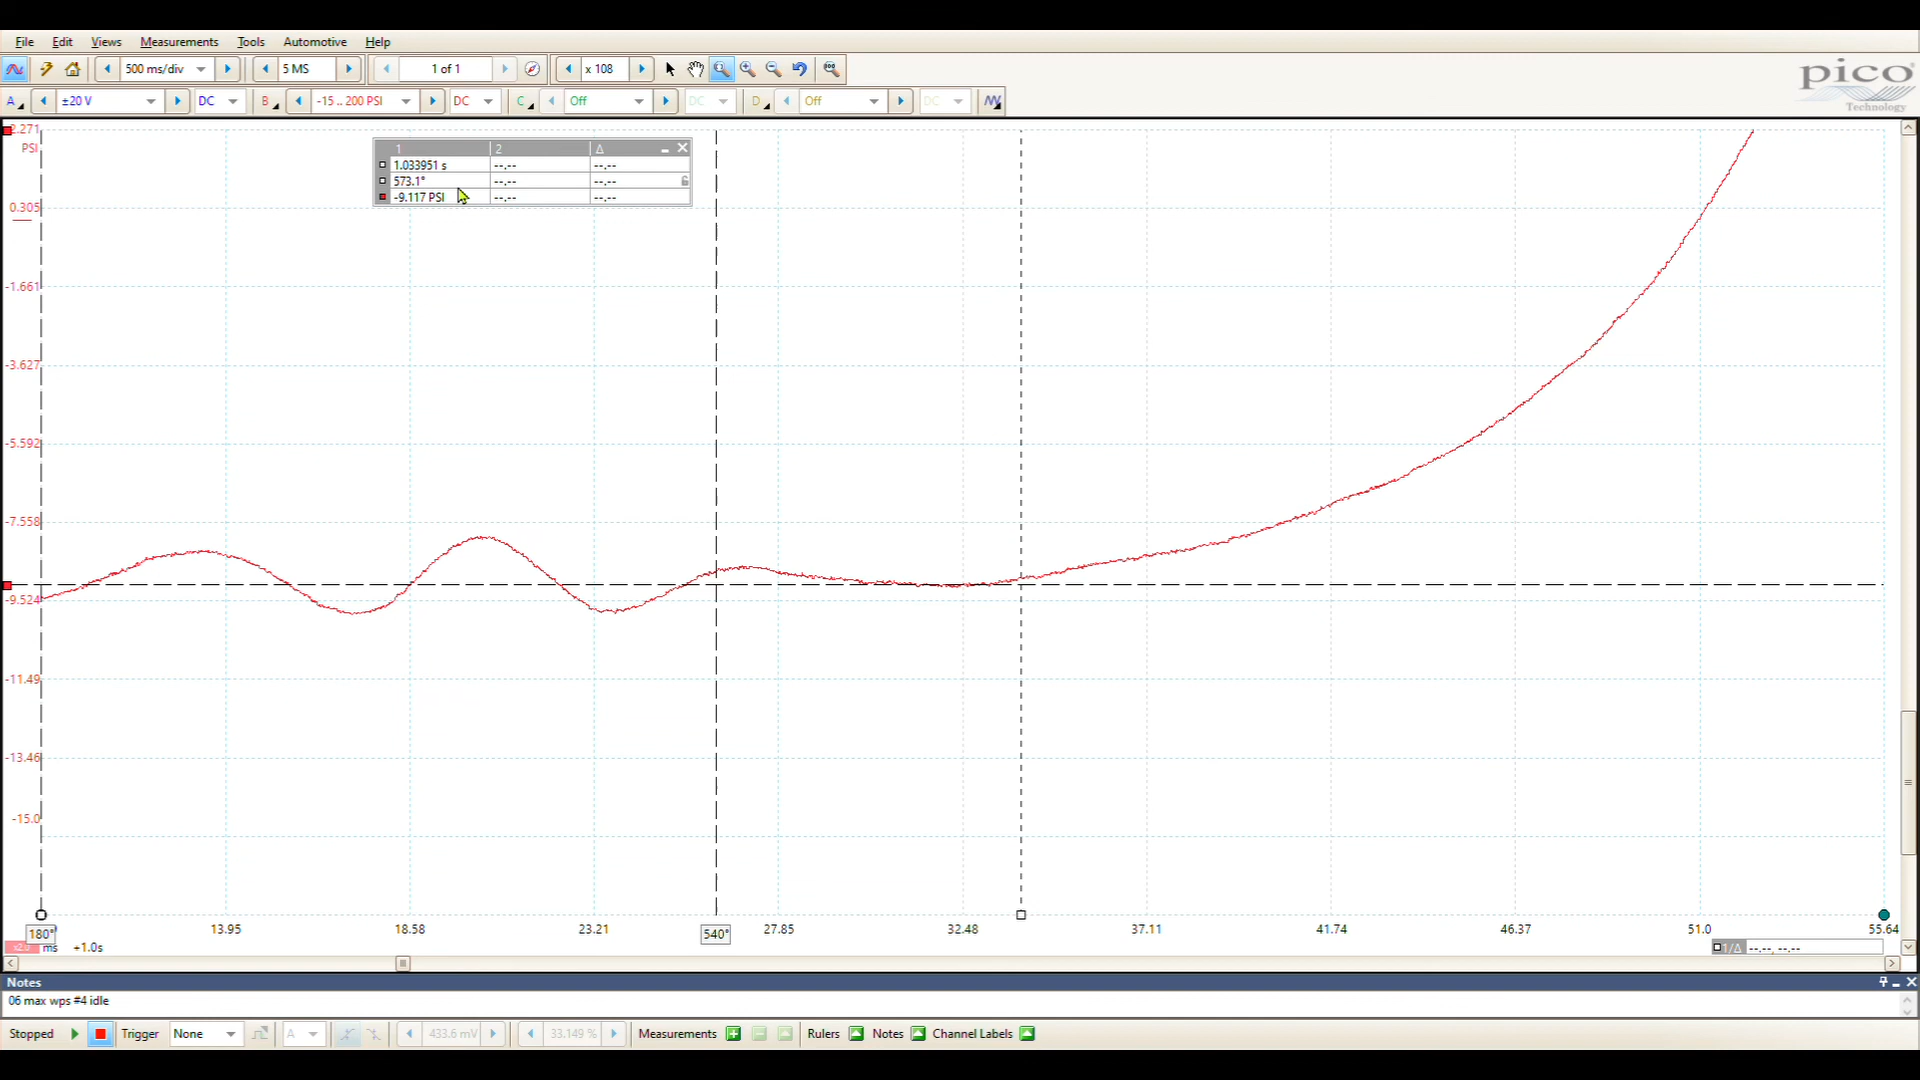 File Edit Views Measurements Tools Automotive Help
500 ms/div 5 MS 1 of 1 x 108
pico
Technology
A ±20 V DC B -15 .. 200 PSI DC C Off DC D Off DC
2.271
PSI
0.305
-1.661
-3.627
-5.592
-7.558
-9.524
-11.49
-13.46
-15.0
1 2 Δ
1.033951 s --.-- --.--
573.1° --.-- --.--
-9.117 PSI --.-- --.--
180° 13.95 18.58 23.21 540° 27.85 32.48 37.11 41.74 46.37 51.0 55.64
x2.0 ms +1.0s
1/Δ --.--, --.--
Notes
06 max wps #4 idle
Stopped Trigger None A 433.6 mV 33.149 % Measurements Rulers Notes Channel Labels